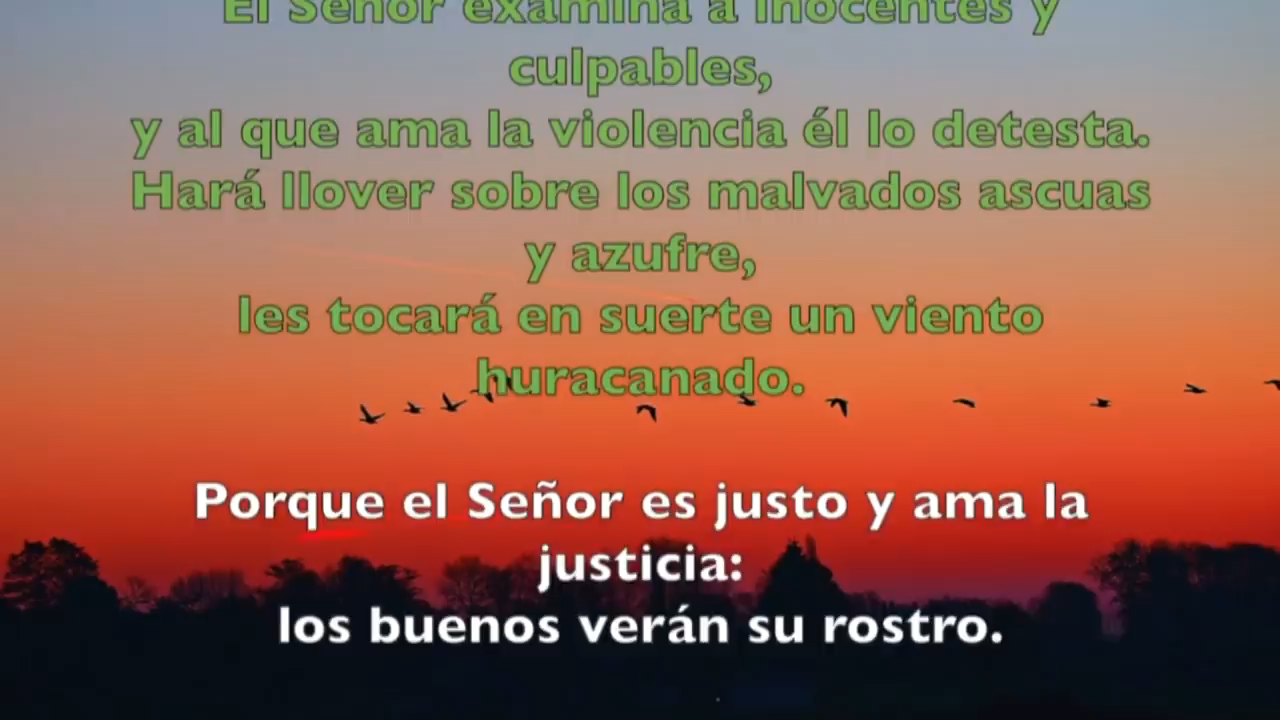 El Señor examina a inocentes y
culpables,
y al que ama la violencia él lo detesta.
Hará llover sobre los malvados ascuas
y azufre,
les tocará en suerte un viento
huracanado.
Porque el Señor es justo y ama la
justicia:
los buenos verán su rostro.